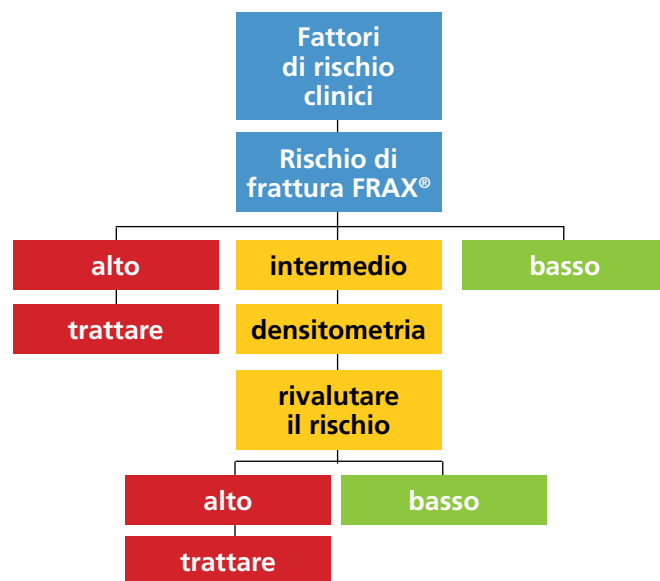 Fattori
di rischio
clinici
Rischio di
frattura FRAX®
alto
intermedio
basso
trattare
densitometria
rivalutare
il rischio
alto
basso
trattare